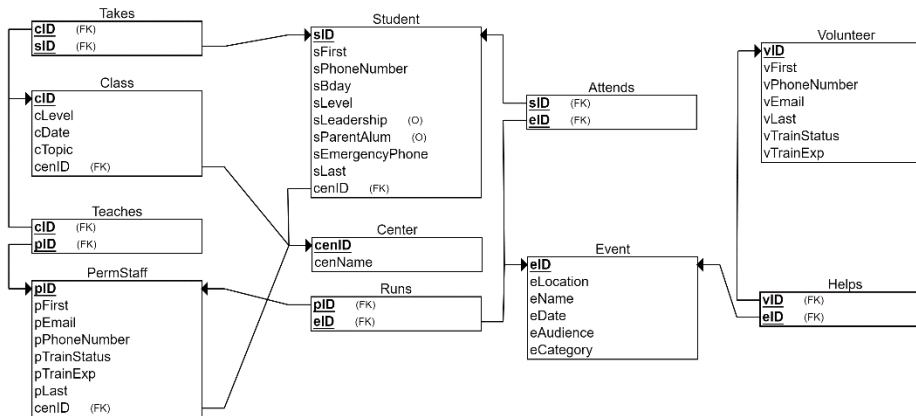 Takes
cID (FK)
sID (FK)
Class
cID
cLevel
cDate
cTopic
cenID (FK)
Teaches
cID (FK)
pID (FK)
PermStaff
pID
pFirst
pEmail
pPhoneNumber
pTrainStatus
pTrainExp
pLast
cenID (FK)
Student
sID
sFirst
sPhoneNumber
sBday
sLevel
sLeadership (O)
sParentAlum (O)
sEmergencyPhone
sLast
cenID (FK)
Center
cenID
cenName
Runs
pID (FK)
eID (FK)
Attends
sID (FK)
eID (FK)
Event
eID
eLocation
eName
eDate
eAudience
eCategory
Volunteer
vID
vFirst
vPhoneNumber
vEmail
vLast
vTrainStatus
vTrainExp
Helps
vID (FK)
eID (FK)